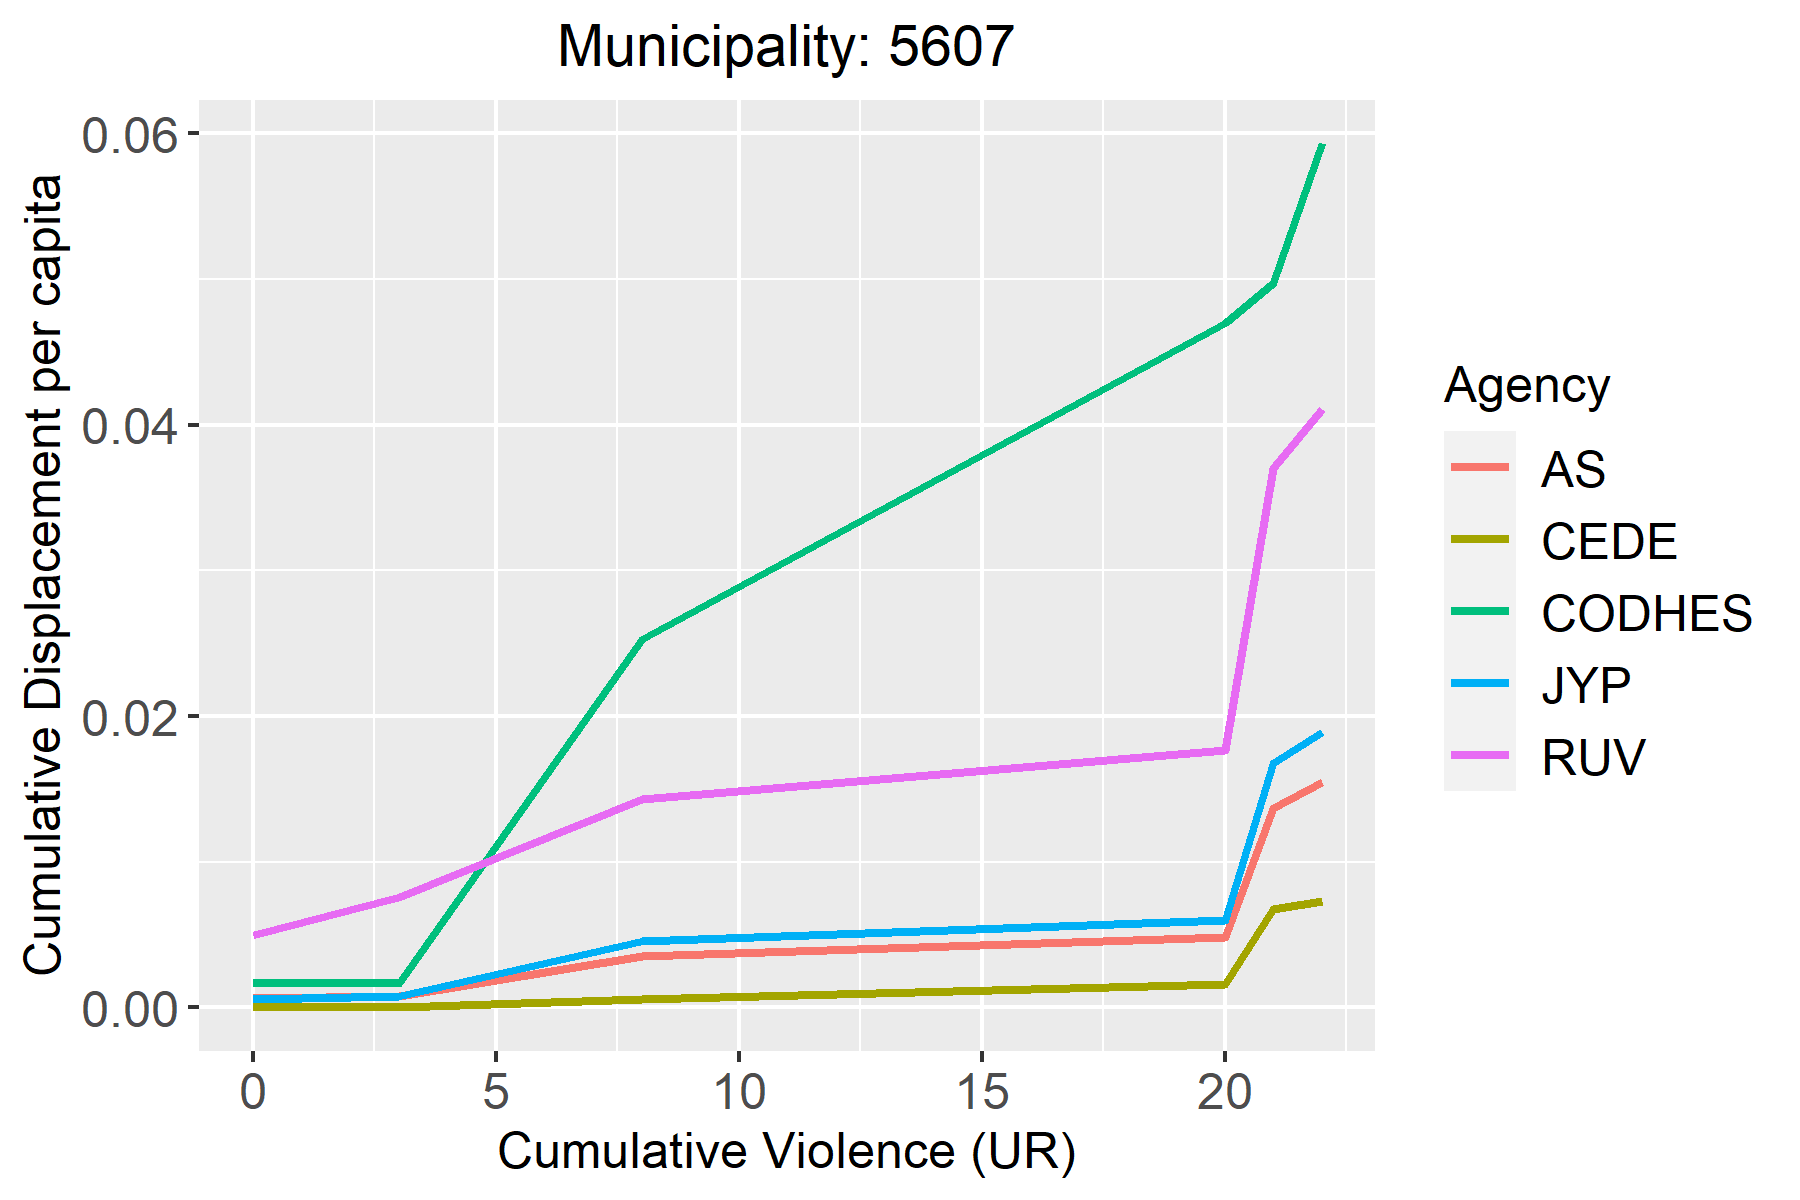 Municipality: 5607
0.06
0.04
0.02
0.00
Cumulative Displacement per capita
0 5 10 15 20
Cumulative Violence (UR)
Agency
AS
CEDE
CODHES
JYP
RUV